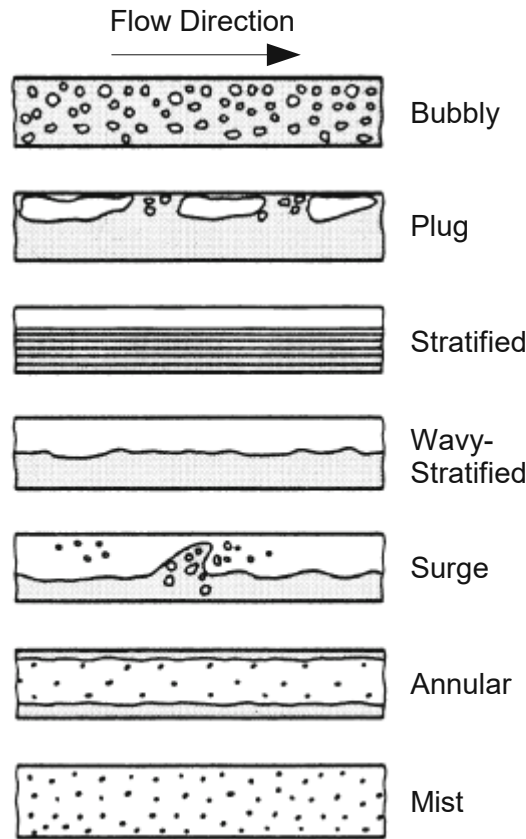 Flow Direction
Bubbly
Plug
Stratified
Wavy-
Stratified
Surge
Annular
Mist